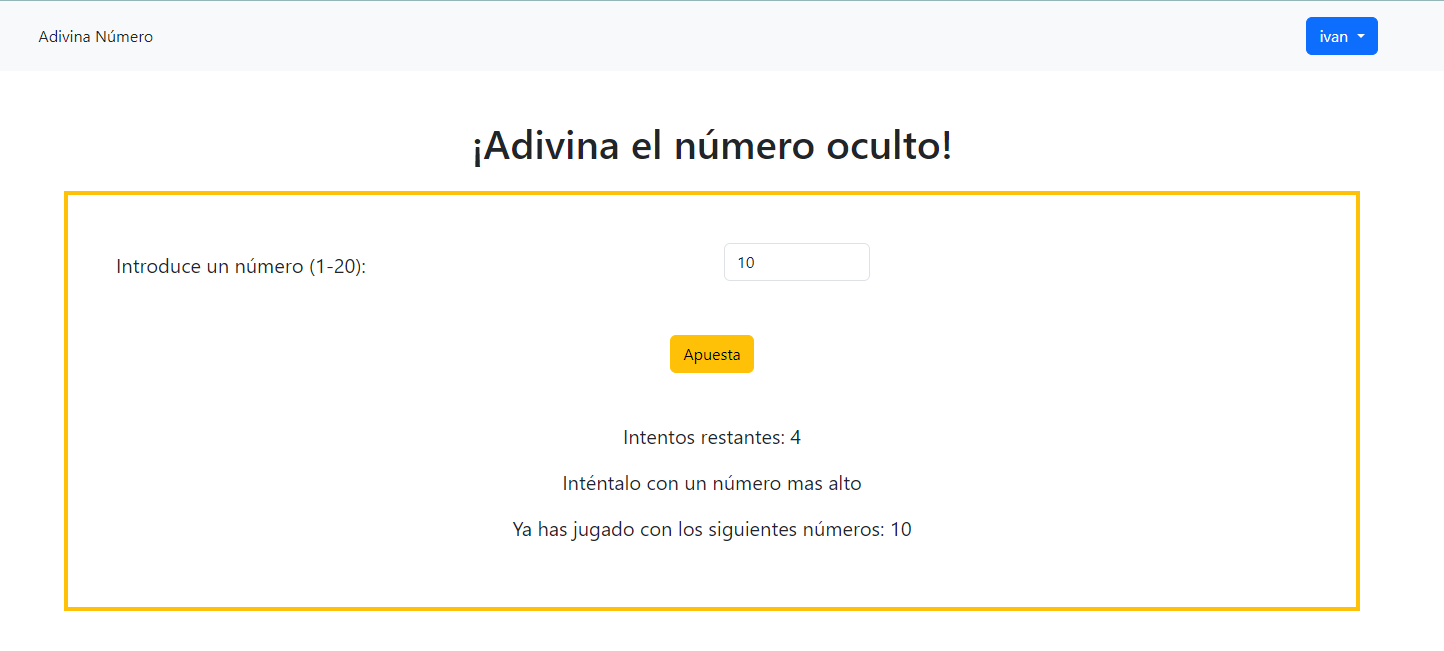 Adivina Número
ivan
¡Adivina el número oculto!
Introduce un número (1-20):
10
Apuesta
Intentos restantes: 4
Inténtalo con un número mas alto
Ya has jugado con los siguientes números: 10